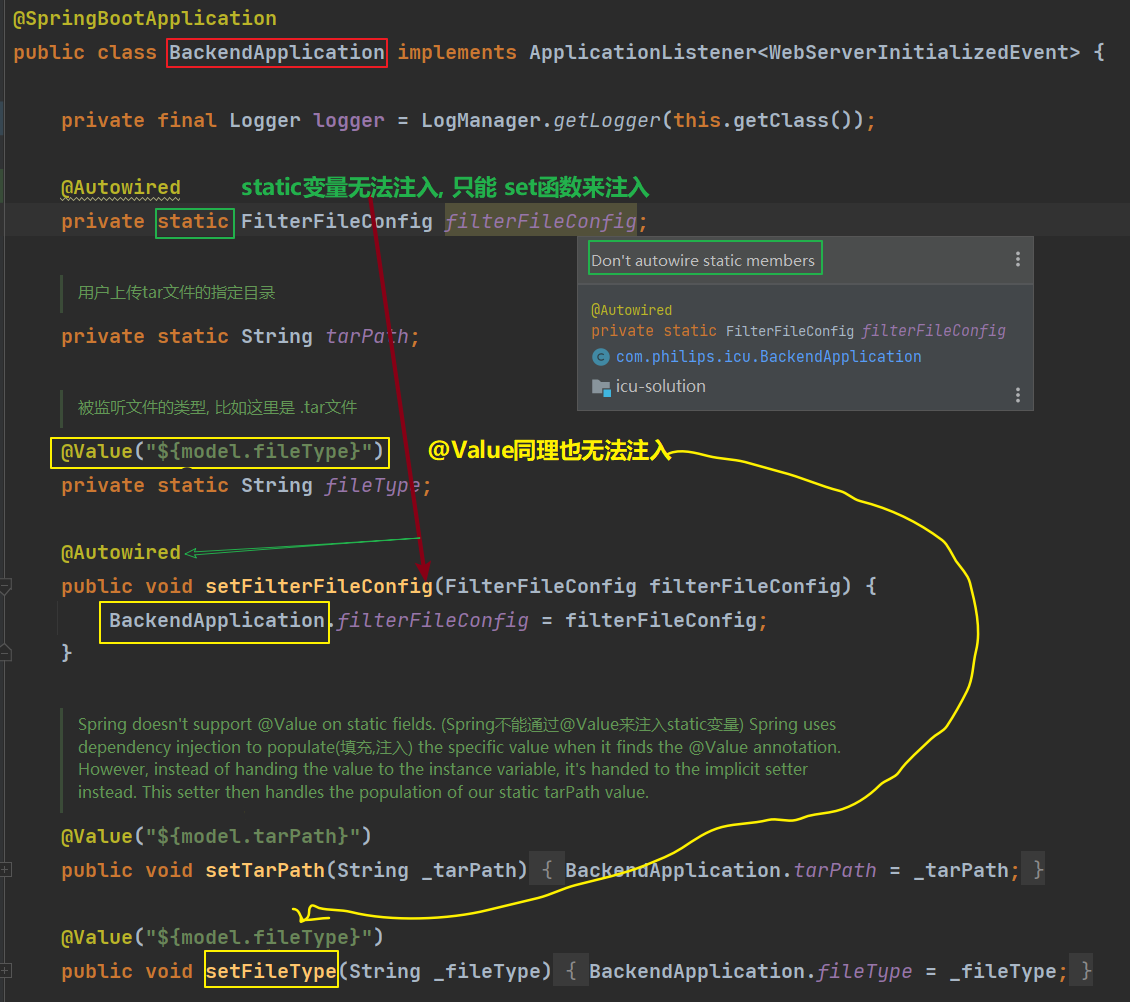 @SpringBootApplication
public class BackendApplication implements ApplicationListener<WebServerInitializedEvent> {
private final Logger logger = LogManager.getLogger(this.getClass());
@Autowired static变量无法注入, 只能 set函数来注入
private static FilterFileConfig filterFileConfig;
Don't autowire static members
@Autowired
private static FilterFileConfig filterFileConfig
C com.philips.icu.BackendApplication
icu-solution
用户上传tar文件的指定目录
private static String tarPath;
被监听文件的类型, 比如这里是 .tar文件
@Value("${model.fileType}") @Value同理也无法注入
private static String fileType;
@Autowired
public void setFilterFileConfig(FilterFileConfig filterFileConfig) {
BackendApplication.filterFileConfig = filterFileConfig;
}
Spring doesn't support @Value on static fields. (Spring不能通过@Value来注入static变量) Spring uses
dependency injection to populate(填充,注入) the specific value when it finds the @Value annotation.
However, instead of handing the value to the instance variable, it's handed to the implicit setter
instead. This setter then handles the population of our static tarPath value.
@Value("${model.tarPath}")
public void setTarPath(String _tarPath) { BackendApplication.tarPath = _tarPath; }
@Value("${model.fileType}")
public void setFileType(String _fileType) { BackendApplication.fileType = _fileType; }